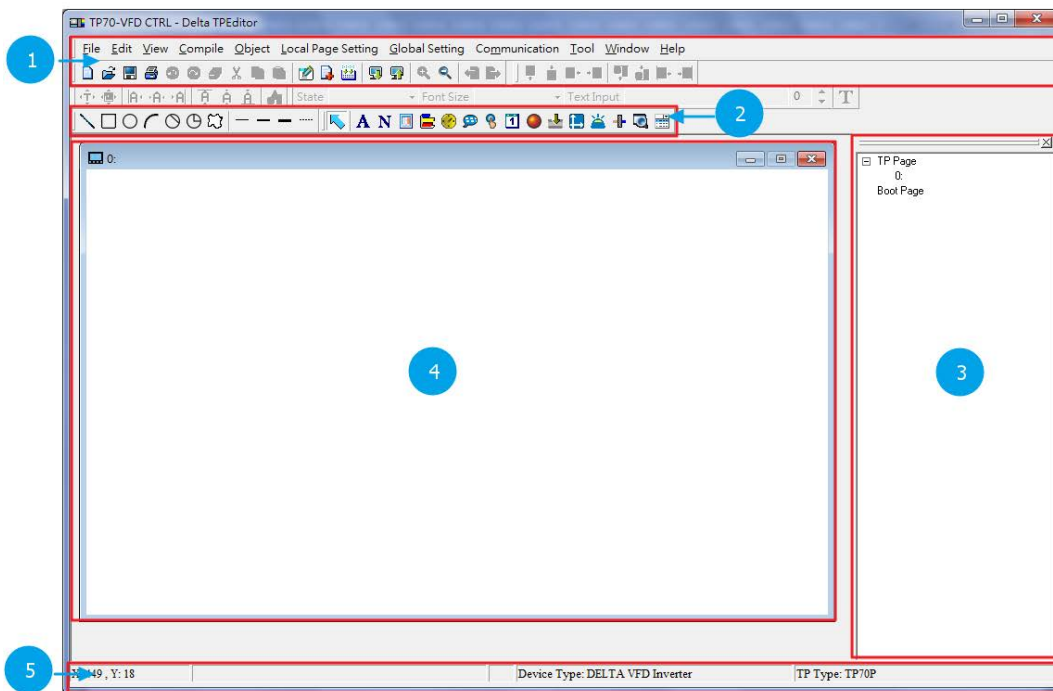 TP70-VFD CTRL - Delta TPEditor
File Edit View Compile Object Local Page Setting Global Setting Communication Tool Window Help
1
State Font Size Text Input 0 T
A N 1
2
0:
TP Page
0:
Boot Page
4
3
5
49 , Y: 18 Device Type: DELTA VFD Inverter TP Type: TP70P